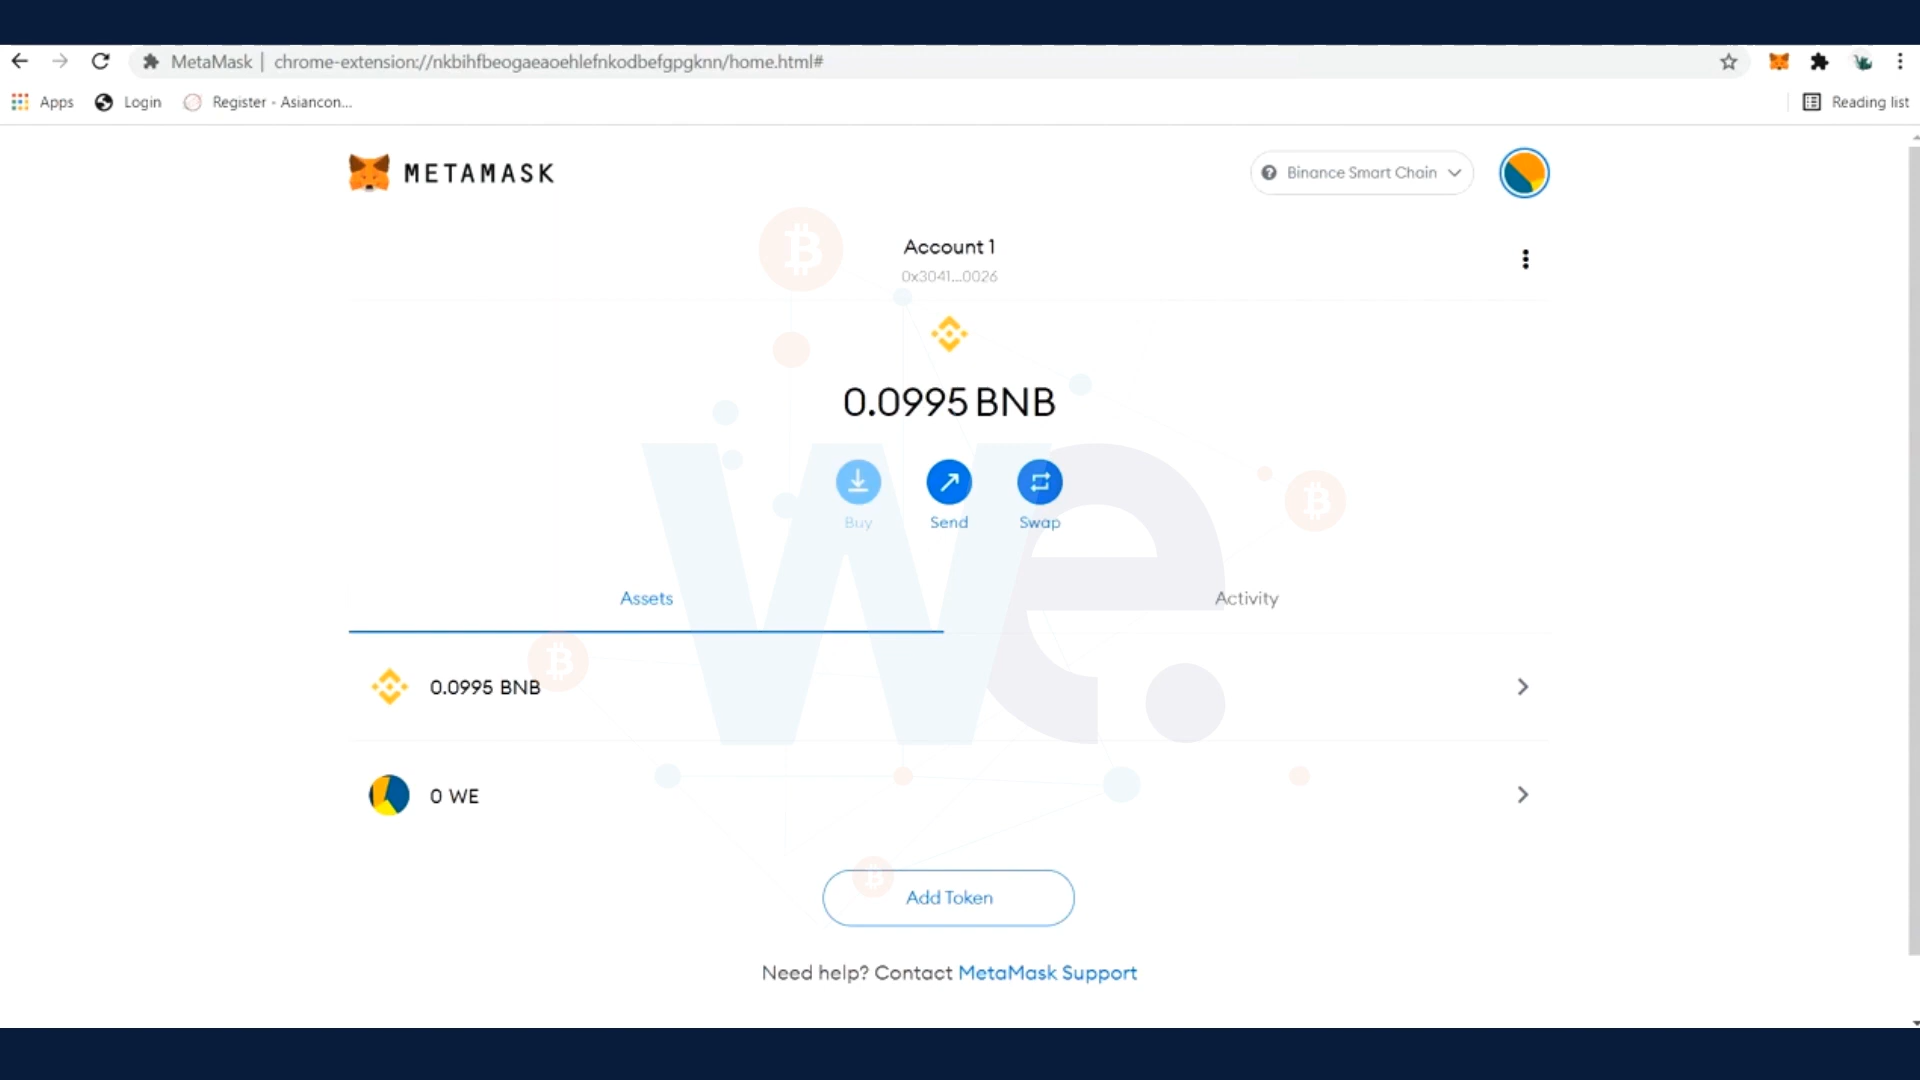 MetaMask | chrome-extension://nkbihfbeogaeaoehlefnkodbefgpgknn/home.html#
Apps Login Register - Asiancon... Reading list
METAMASK
Binance Smart Chain
Account 1
0x3041...0026
0.0995 BNB
Buy Send Swap
we.
Assets Activity
0.0995 BNB
0 WE
Add Token
Need help? Contact MetaMask Support